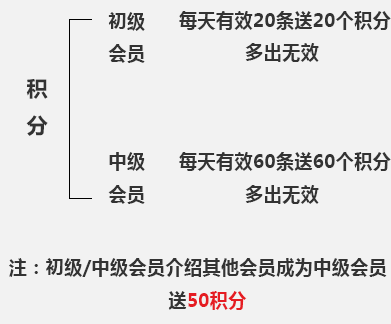 积分
初级会员
每天有效20条送20个积分
多出无效
中级会员
每天有效60条送60个积分
多出无效
注：初级/中级会员介绍其他会员成为中级会员
送50积分